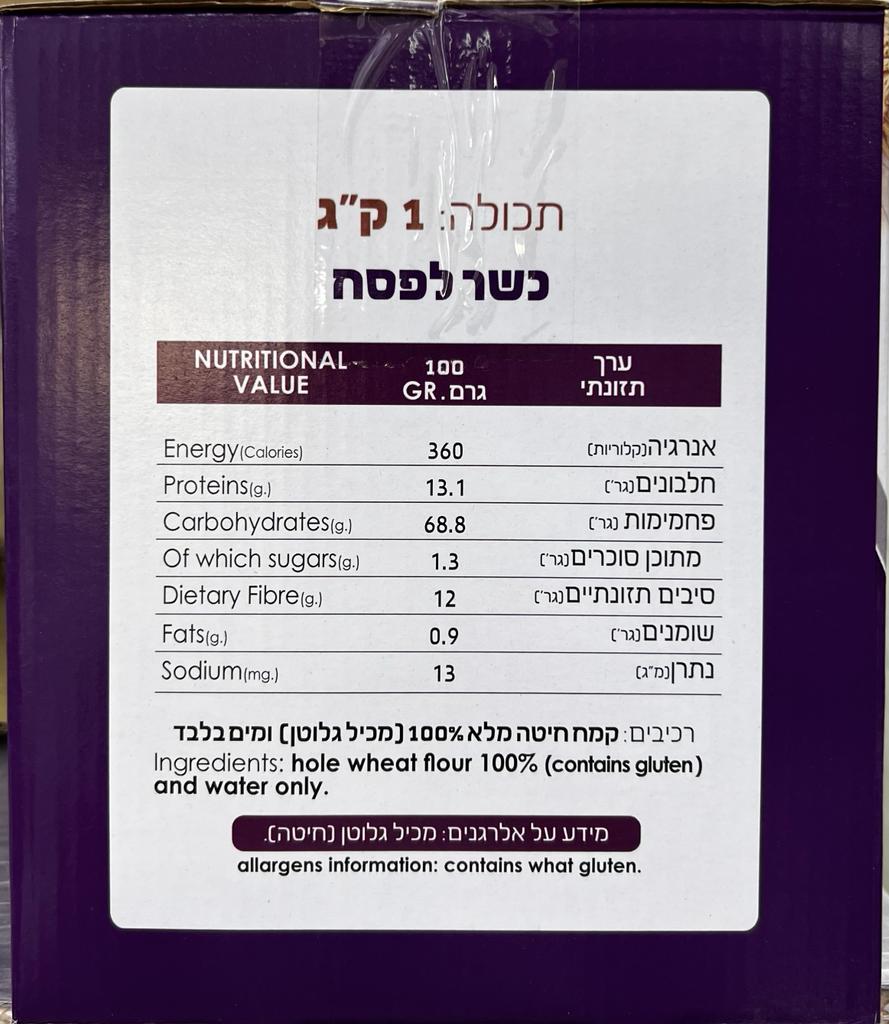 תכולה: 1 ק"ג
כשר לפסח
NUTRITIONAL VALUE 100 גרם.GR ערך תזונתי
Energy(Calories) 360 אנרגיה(קלוריות)
Proteins(g.) 13.1 חלבונים(גר')
Carbohydrates(g.) 68.8 פחמימות (גר')
Of which sugars(g.) 1.3 מתוכן סוכרים(גר')
Dietary Fibre(g.) 12 סיבים תזונתיים(גר')
Fats(g.) 0.9 שומנים(גר')
Sodium(mg.) 13 נתרן(מ"ג)
רכיבים: קמח חיטה מלא 100% (מכיל גלוטן) ומים בלבד
Ingredients: hole wheat flour 100% (contains gluten)
and water only.
מידע על אלרגנים: מכיל גלוטן (חיטה).
allargens information: contains what gluten.